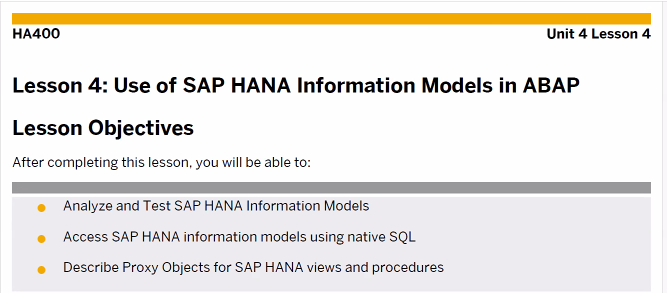 HA400 Unit 4 Lesson 4
Lesson 4: Use of SAP HANA Information Models in ABAP
Lesson Objectives
After completing this lesson, you will be able to:
Analyze and Test SAP HANA Information Models
Access SAP HANA information models using native SQL
Describe Proxy Objects for SAP HANA views and procedures